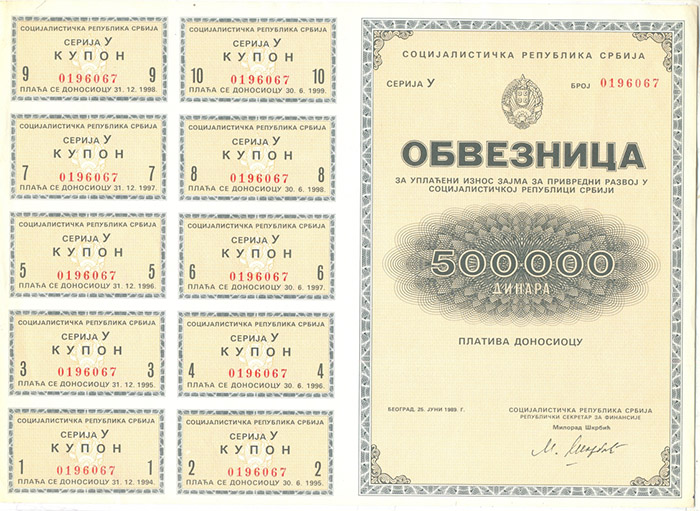 СОЦИЈАЛИСТИЧКА РЕПУБЛИКА СРБИЈА
СЕРИЈА У
КУПОН
9 0196067 9
ПЛАЋА СЕ ДОНОСИОЦУ 31. 12. 1998.
СОЦИЈАЛИСТИЧКА РЕПУБЛИКА СРБИЈА
СЕРИЈА У
КУПОН
10 0196067 10
ПЛАЋА СЕ ДОНОСИОЦУ 30. 6. 1999.
СОЦИЈАЛИСТИЧКА РЕПУБЛИКА СРБИЈА
СЕРИЈА У
КУПОН
7 0196067 7
ПЛАЋА СЕ ДОНОСИОЦУ 31. 12. 1997.
СОЦИЈАЛИСТИЧКА РЕПУБЛИКА СРБИЈА
СЕРИЈА У
КУПОН
8 0196067 8
ПЛАЋА СЕ ДОНОСИОЦУ 30. 6. 1998.
СОЦИЈАЛИСТИЧКА РЕПУБЛИКА СРБИЈА
СЕРИЈА У
КУПОН
5 0196067 5
ПЛАЋА СЕ ДОНОСИОЦУ 31. 12. 1996.
СОЦИЈАЛИСТИЧКА РЕПУБЛИКА СРБИЈА
СЕРИЈА У
КУПОН
6 0196067 6
ПЛАЋА СЕ ДОНОСИОЦУ 30. 6. 1997.
СОЦИЈАЛИСТИЧКА РЕПУБЛИКА СРБИЈА
СЕРИЈА У
КУПОН
3 0196067 3
ПЛАЋА СЕ ДОНОСИОЦУ 31. 12. 1995.
СОЦИЈАЛИСТИЧКА РЕПУБЛИКА СРБИЈА
СЕРИЈА У
КУПОН
4 0196067 4
ПЛАЋА СЕ ДОНОСИОЦУ 30. 6. 1996.
СОЦИЈАЛИСТИЧКА РЕПУБЛИКА СРБИЈА
СЕРИЈА У
КУПОН
1 0196067 1
ПЛАЋА СЕ ДОНОСИОЦУ 31. 12. 1994.
СОЦИЈАЛИСТИЧКА РЕПУБЛИКА СРБИЈА
СЕРИЈА У
КУПОН
2 0196067 2
ПЛАЋА СЕ ДОНОСИОЦУ 30. 6. 1995.
СОЦИЈАЛИСТИЧКА РЕПУБЛИКА СРБИЈА
СЕРИЈА У БРОЈ 0196067
ОБВЕЗНИЦА
ЗА УПЛАЋЕНИ ИЗНОС ЗАЈМА ЗА ПРИВРЕДНИ РАЗВОЈ У
СОЦИЈАЛИСТИЧКОЈ РЕПУБЛИЦИ СРБИЈИ
500·000
ДИНАРА
ПЛАТИВА ДОНОСИОЦУ
БЕОГРАД, 25. ЈУНИ 1989. Г. СОЦИЈАЛИСТИЧКА РЕПУБЛИКА СРБИЈА
РЕПУБЛИЧКИ СЕКРЕТАР ЗА ФИНАНСИЈЕ
Милорад Шкрбић
М. Шкрбић